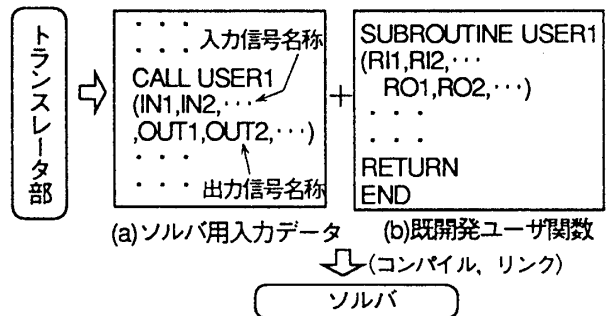 トランスレータ部
・・・
・・・入力信号名称
CALL USER1
(IN1,IN2,・・・
,OUT1,OUT2,・・・)
・・・
・・・出力信号名称
(a)ソルバ用入力データ
+
SUBROUTINE USER1
(RI1,RI2,・・・
RO1,RO2,・・・)
・・・
・・・
RETURN
END
(b)既開発ユーザ関数
(コンパイル, リンク)
ソルバ